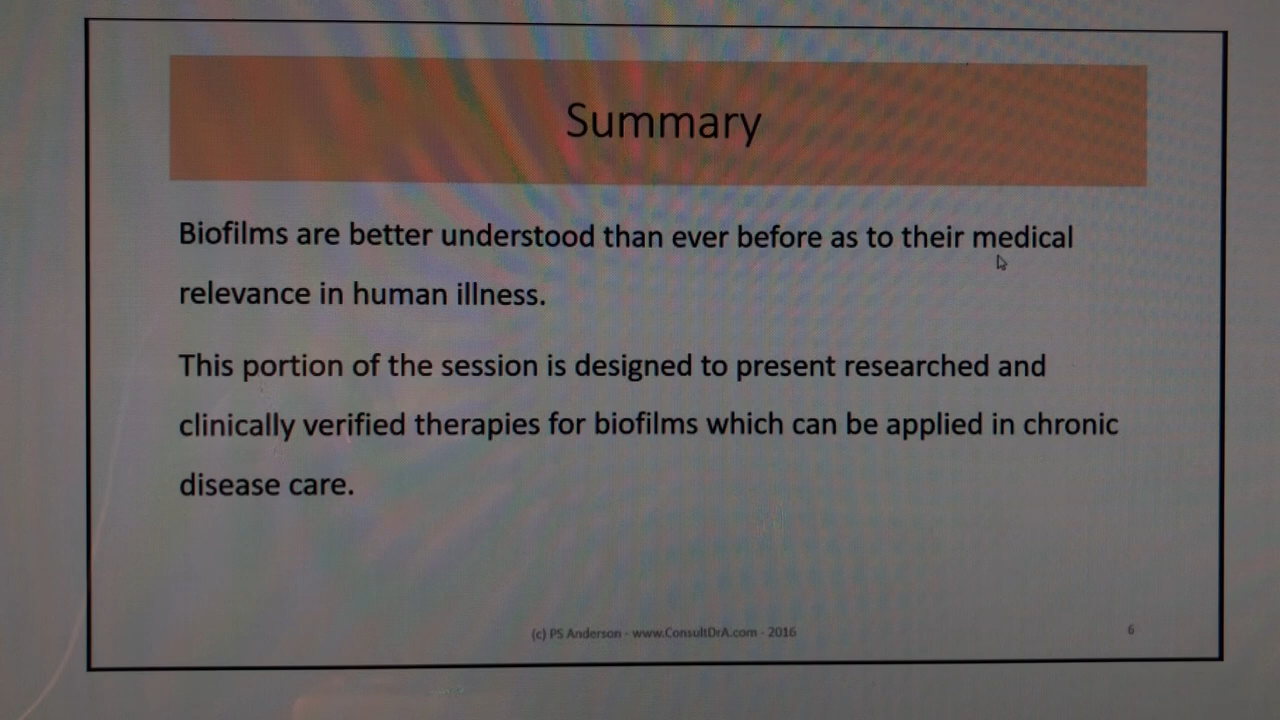 Summary
Biofilms are better understood than ever before as to their medical
relevance in human illness.
This portion of the session is designed to present researched and
clinically verified therapies for biofilms which can be applied in chronic
disease care.
(c) PS Anderson - www.ConsultDrA.com - 2016
6